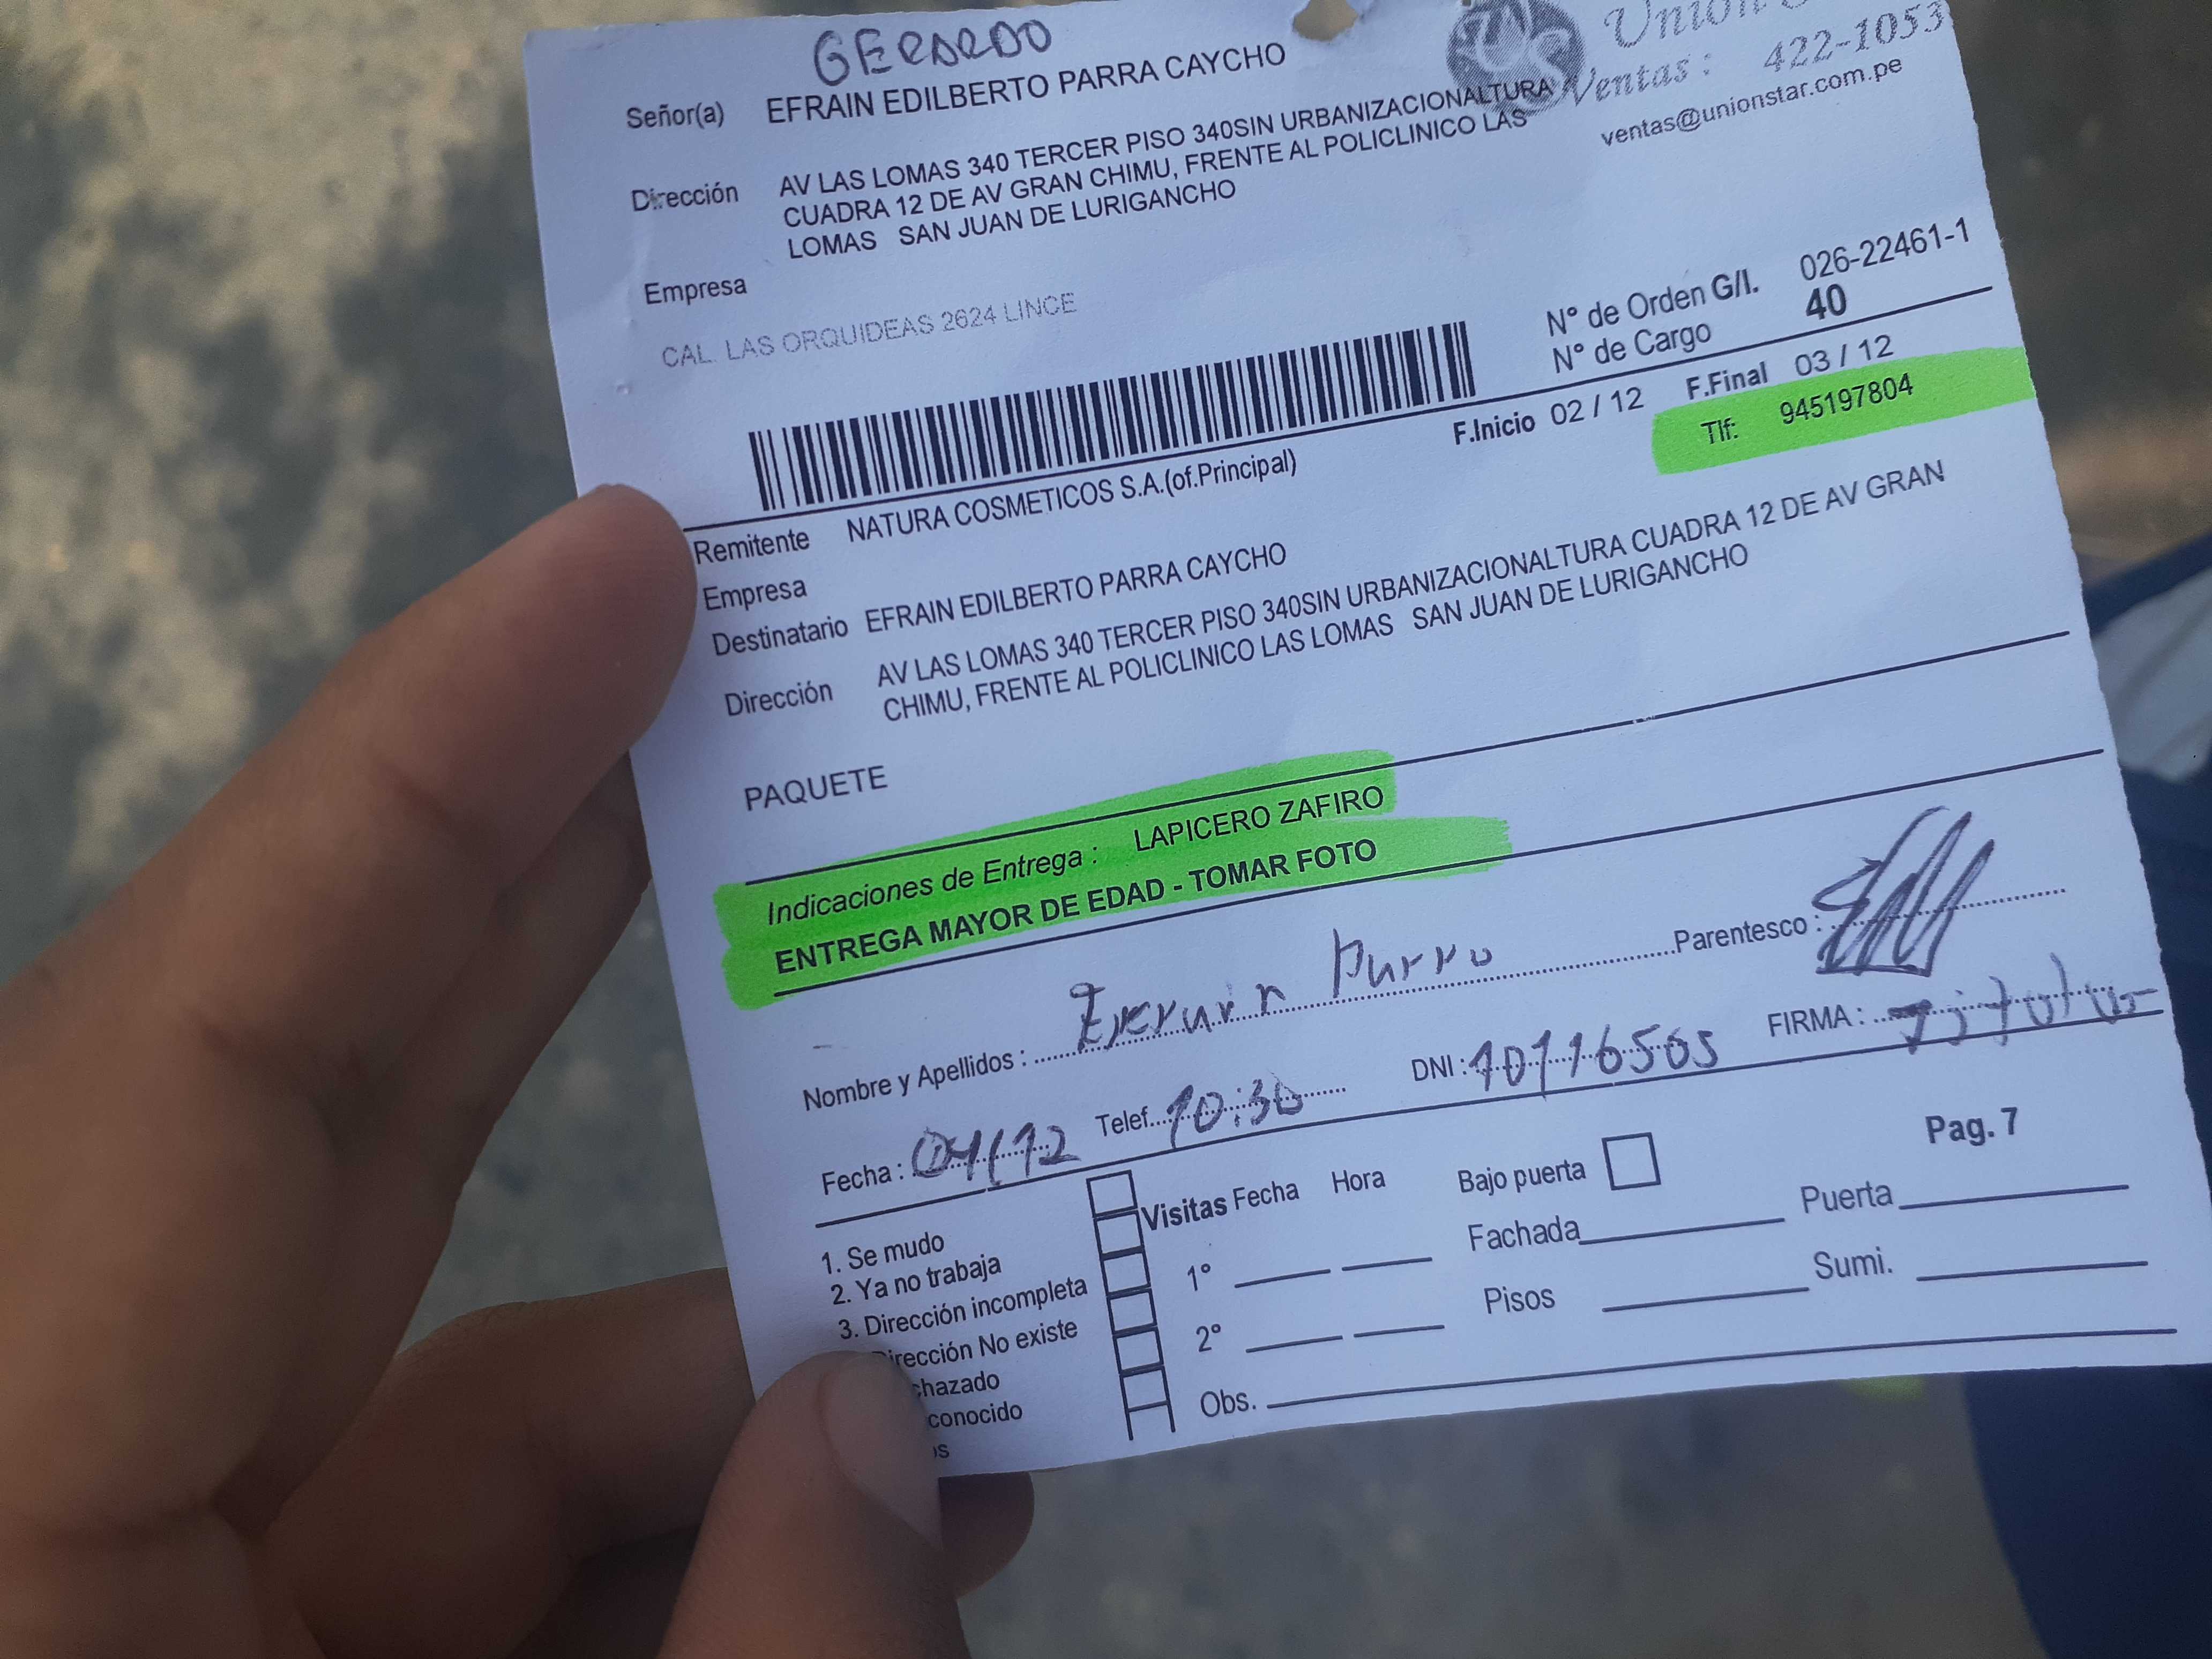 GERARDO
Señor(a) EFRAIN EDILBERTO PARRA CAYCHO
Union
Ventas: 422-1053
ventas@unionstar.com.pe
Dirección AV LAS LOMAS 340 TERCER PISO 340SIN URBANIZACIONALTURA
CUADRA 12 DE AV GRAN CHIMU, FRENTE AL POLICLINICO LAS
LOMAS SAN JUAN DE LURIGANCHO
Empresa
CAL. LAS ORQUIDEAS 2624 LINCE
N° de Orden G/I. 026-22461-1
N° de Cargo 40
F.Inicio 02 / 12 F.Final 03 / 12
Tlf: 945197804
Remitente NATURA COSMETICOS S.A.(of.Principal)
Empresa
Destinatario EFRAIN EDILBERTO PARRA CAYCHO
Dirección AV LAS LOMAS 340 TERCER PISO 340SIN URBANIZACIONALTURA CUADRA 12 DE AV GRAN
CHIMU, FRENTE AL POLICLINICO LAS LOMAS SAN JUAN DE LURIGANCHO
PAQUETE
Indicaciones de Entrega : LAPICERO ZAFIRO
ENTREGA MAYOR DE EDAD - TOMAR FOTO
Nombre y Apellidos : Parra Parentesco :
Fecha : 04/12 Telef. 10:30 DNI : 10116505 FIRMA : Titular
Pag. 7
1. Se mudo
2. Ya no trabaja
3. Dirección incompleta
irección No existe
chazado
conocido
os
Visitas Fecha Hora
1°
2°
Obs.
Bajo puerta
Fachada Puerta
Pisos Sumi.